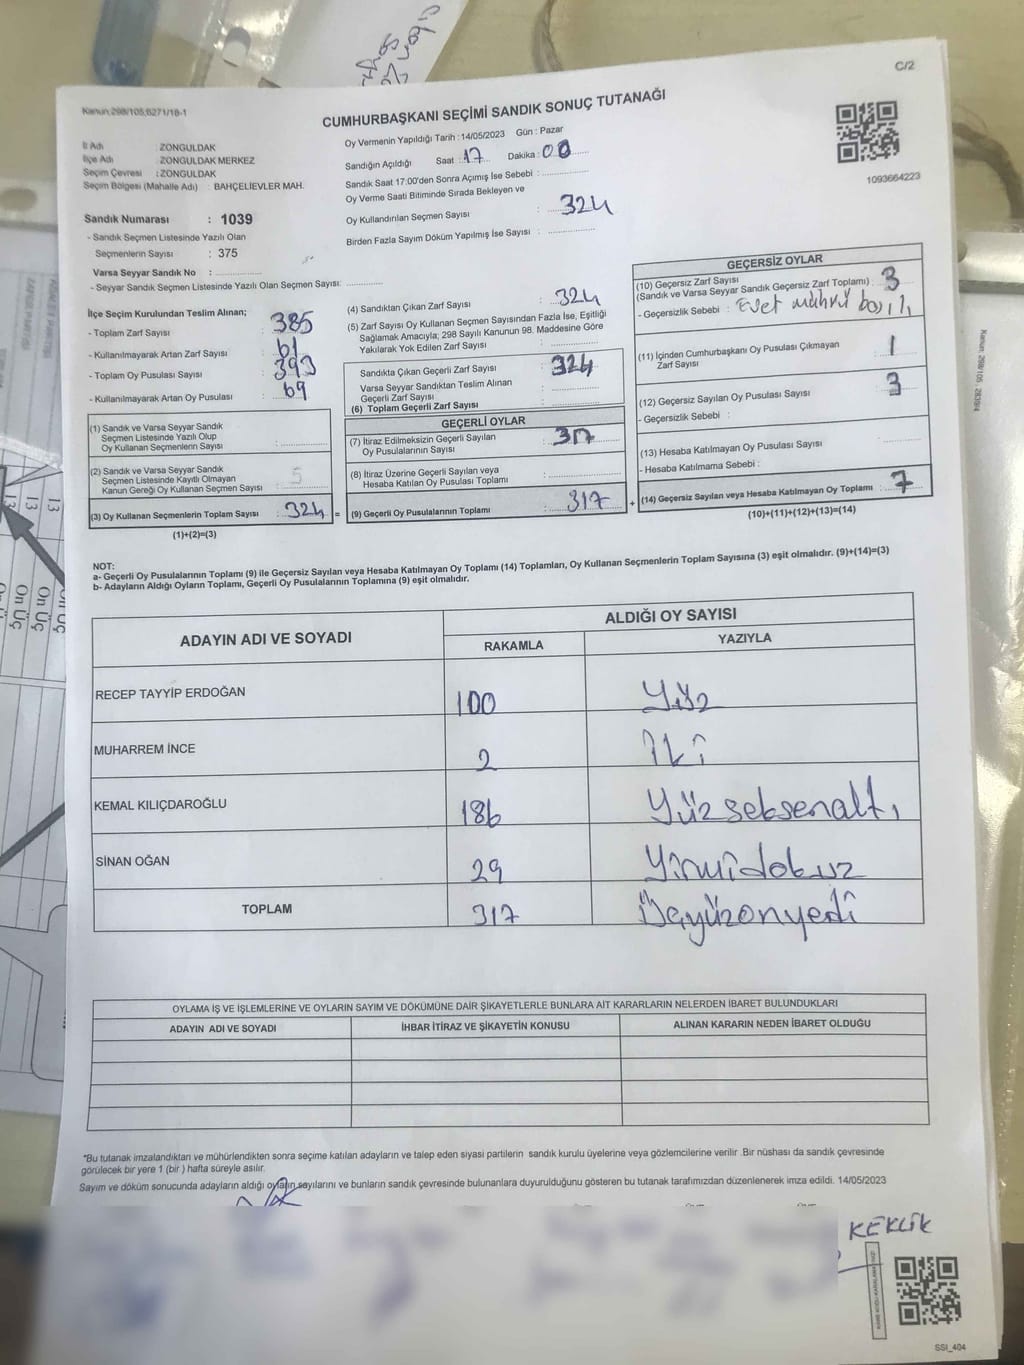 C/2
Kanun:298/105,6271/18-1
CUMHURBAŞKANI SEÇİMİ SANDIK SONUÇ TUTANAĞI
İl Adı : ZONGULDAK
İlçe Adı : ZONGULDAK MERKEZ
Seçim Çevresi : ZONGULDAK
Seçim Bölgesi (Mahalle Adı) : BAHÇELİEVLER MAH.
Sandık Numarası : 1039
- Sandık Seçmen Listesinde Yazılı Olan
Seçmenlerin Sayısı : 375
Varsa Seyyar Sandık No :
- Seyyar Sandık Seçmen Listesinde Yazılı Olan Seçmen Sayısı:
Oy Vermenin Yapıldığı Tarih : 14/05/2023 Gün : Pazar
Sandığın Açıldığı Saat : 17 Dakika : 00
Sandık Saat 17:00'den Sonra Açımış İse Sebebi :
Oy Verme Saati Bitiminde Sırada Bekleyen ve
Oy Kullandırılan Seçmen Sayısı : 324
Birden Fazla Sayım Döküm Yapılmış İse Sayısı :
1093664223
İlçe Seçim Kurulundan Teslim Alınan;
- Toplam Zarf Sayısı : 385
- Kullanılmayarak Artan Zarf Sayısı : 61
- Toplam Oy Pusulası Sayısı : 393
- Kullanılmayarak Artan Oy Pusulası : 69
(1) Sandık ve Varsa Seyyar Sandık
Seçmen Listesinde Yazılı Olup
Oy Kullanan Seçmenlerin Sayısı :
(2) Sandık ve Varsa Seyyar Sandık
Seçmen Listesinde Kayıtlı Olmayan
Kanun Gereği Oy Kullanan Seçmen Sayısı : 5
(3) Oy Kullanan Seçmenlerin Toplam Sayısı : 324 =
(1)+(2)=(3)
(4) Sandıktan Çıkan Zarf Sayısı : 324
(5) Zarf Sayısı Oy Kullanan Seçmen Sayısından Fazla İse, Eşitliği
Sağlamak Amacıyla; 298 Sayılı Kanunun 98. Maddesine Göre
Yakılarak Yok Edilen Zarf Sayısı :
Sandıkta Çıkan Geçerli Zarf Sayısı : 324
Varsa Seyyar Sandıktan Teslim Alınan
Geçerli Zarf Sayısı :
(6) Toplam Geçerli Zarf Sayısı :
GEÇERLİ OYLAR
(7) İtiraz Edilmeksizin Geçerli Sayılan
Oy Pusulalarının Sayısı : 317
(8) İtiraz Üzerine Geçerli Sayılan veya
Hesaba Katılan Oy Pusulası Toplamı :
(9) Geçerli Oy Pusulalarının Toplamı : 317 +
GEÇERSİZ OYLAR
(10) Geçersiz Zarf Sayısı
(Sandık ve Varsa Seyyar Sandık Geçersiz Zarf Toplamı) : 3
- Geçersizlik Sebebi : Evet mührü basılı
(11) İçinden Cumhurbaşkanı Oy Pusulası Çıkmayan
Zarf Sayısı : 1
(12) Geçersiz Sayılan Oy Pusulası Sayısı : 3
- Geçersizlik Sebebi :
(13) Hesaba Katılmayan Oy Pusulası Sayısı :
- Hesaba Katılmama Sebebi :
(14) Geçersiz Sayılan veya Hesaba Katılmayan Oy Toplamı : 7
(10)+(11)+(12)+(13)=(14)
NOT:
a- Geçerli Oy Pusulalarının Toplamı (9) ile Geçersiz Sayılan veya Hesaba Katılmayan Oy Toplamı (14) Toplamları, Oy Kullanan Seçmenlerin Toplam Sayısına (3) eşit olmalıdır. (9)+(14)=(3)
b- Adayların Aldığı Oyların Toplamı, Geçerli Oy Pusulalarının Toplamına (9) eşit olmalıdır.
ADAYIN ADI VE SOYADI ALDIĞI OY SAYISI
RAKAMLA YAZIYLA
RECEP TAYYİP ERDOĞAN 100 Yüz
MUHARREM İNCE 2 İki
KEMAL KILIÇDAROĞLU 186 Yüzseksenaltı
SİNAN OĞAN 29 Yirmidokuz
TOPLAM 317 Üçyüzonyedi
OYLAMA İŞ VE İŞLEMLERİNE VE OYLARIN SAYIM VE DÖKÜMÜNE DAİR ŞİKAYETLERLE BUNLARA AİT KARARLARIN NELERDEN İBARET BULUNDUKLARI
ADAYIN ADI VE SOYADI İHBAR İTİRAZ VE ŞİKAYETİN KONUSU ALINAN KARARIN NEDEN İBARET OLDUĞU
*Bu tutanak imzalandıktan ve mühürlendikten sonra seçime katılan adayların ve talep eden siyasi partilerin sandık kurulu üyelerine veya gözlemcilerine verilir .Bir nüshası da sandık çevresinde
görülecek bir yere 1 (bir ) hafta süreyle asılır.
Sayım ve döküm sonucunda adayların aldığı oyların sayılarını ve bunların sandık çevresinde bulunanlara duyurulduğunu gösteren bu tutanak tarafımızdan düzenlenerek imza edildi. 14/05/2023
KEKLİK
SSI_404
13
13
13
On Üç
On Üç
On Üç